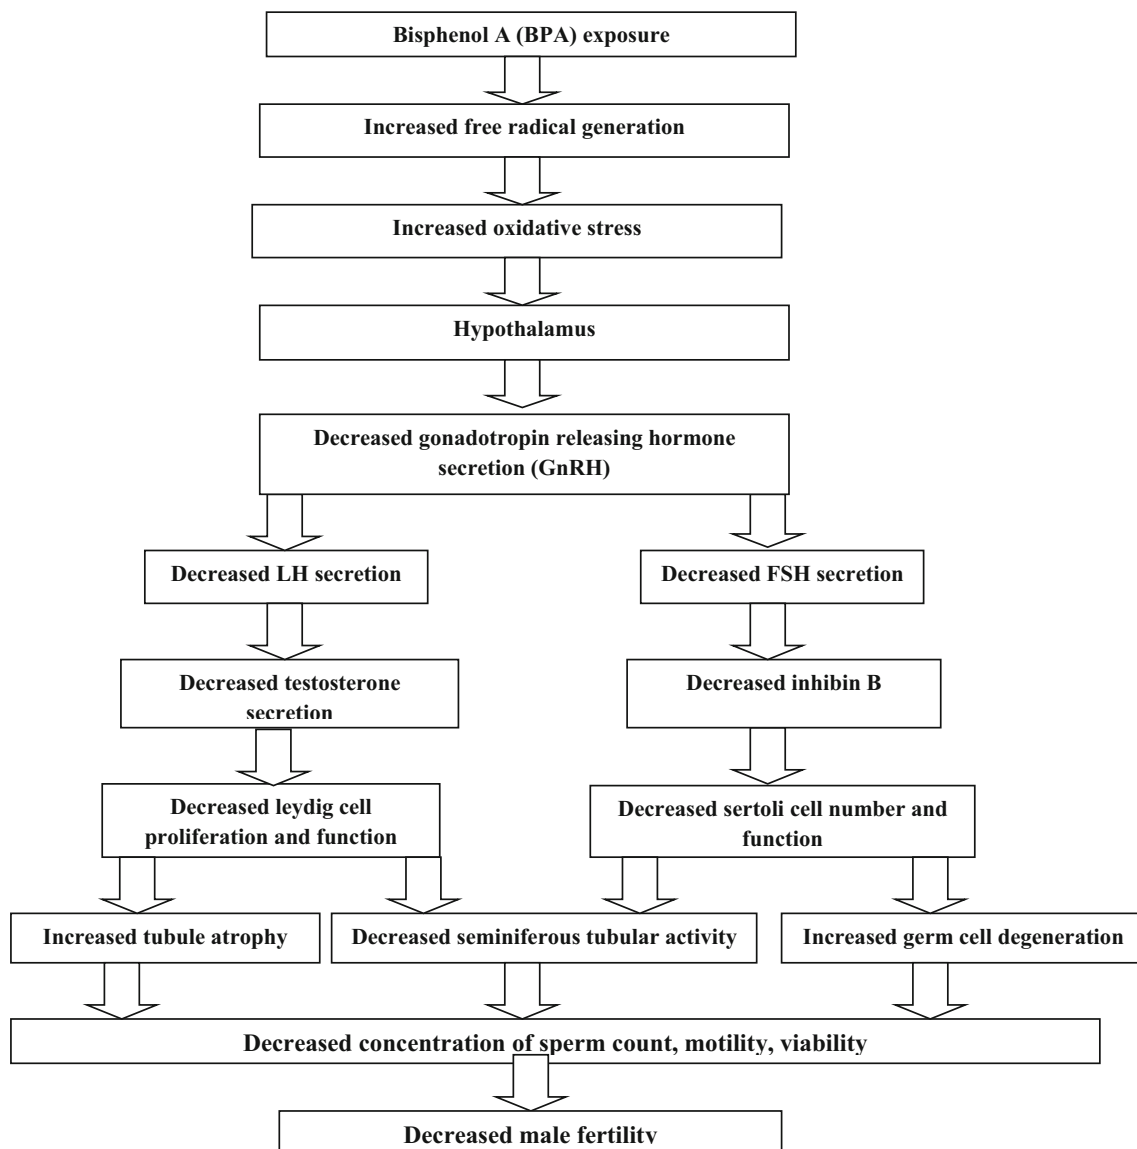 Bisphenol A (BPA) exposure
Increased free radical generation
Increased oxidative stress
Hypothalamus
Decreased gonadotropin releasing hormone
secretion (GnRH)
Decreased LH secretion
Decreased FSH secretion
Decreased testosterone
secretion
Decreased inhibin B
Decreased leydig cell
proliferation and function
Decreased sertoli cell number and
function
Increased tubule atrophy
Decreased seminiferous tubular activity
Increased germ cell degeneration
Decreased concentration of sperm count, motility, viability
Decreased male fertility